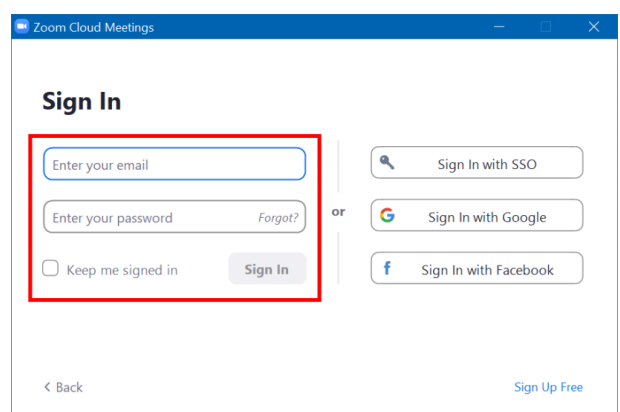 Zoom Cloud Meetings
Sign In
Enter your email
Enter your password Forgot?
Keep me signed in Sign In
or
Sign In with SSO
G Sign In with Google
f Sign In with Facebook
< Back
Sign Up Free